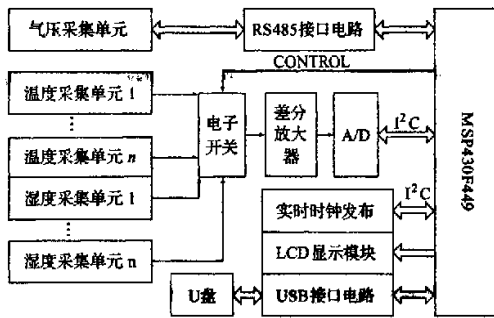 气压采集单元
RS485接口电路
CONTROL
温度采集单元 1
⋮
温度采集单元 n
湿度采集单元 1
⋮
湿度采集单元 n
电子
开关
差分
放大
器
A/D
I²C
MSP430F449
实时时钟发布
I²C
LCD显示模块
U盘
USB接口电路